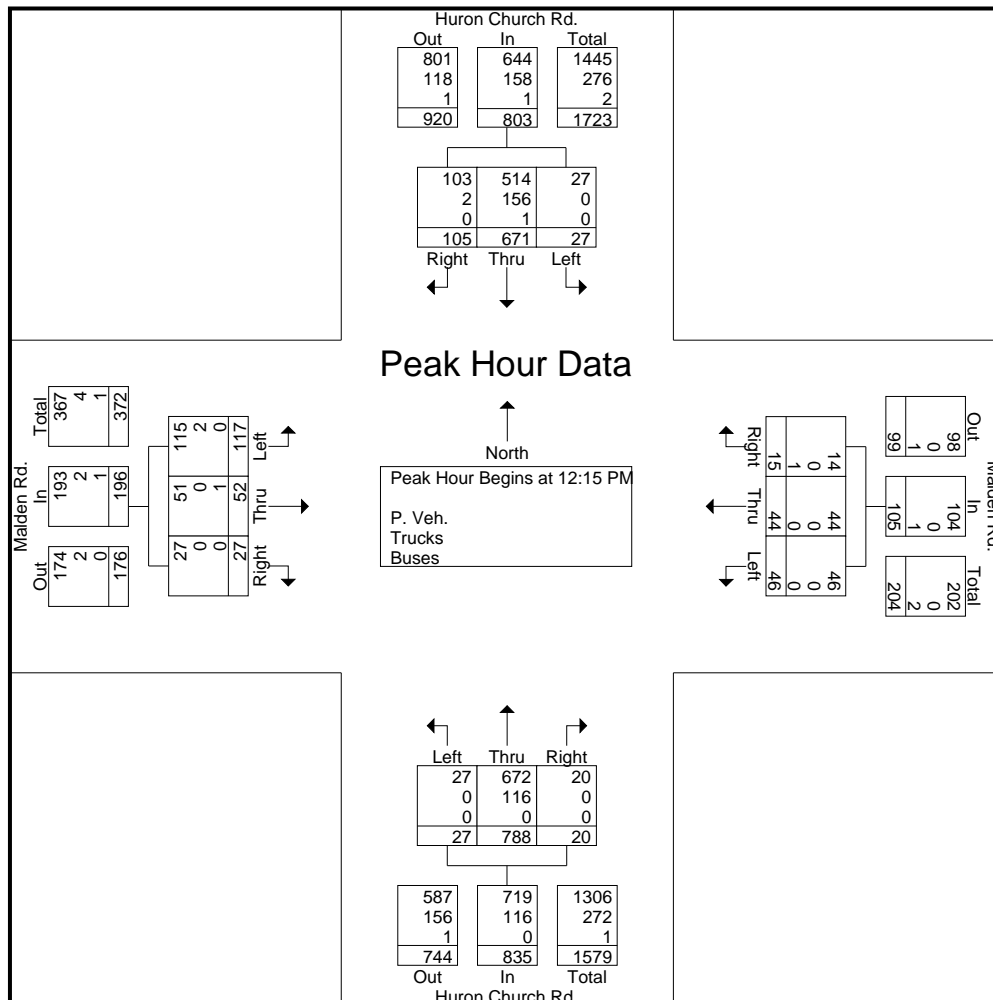 Huron Church Rd.
Out In Total
801 644 1445
118 158 276
1 1 2
920 803 1723
103 514 27
2 156 0
0 1 0
105 671 27
Right Thru Left
Peak Hour Data
North
Peak Hour Begins at 12:15 PM
P. Veh.
Trucks
Buses
Malden Rd.
Out In Total
174 193 367
2 2 4
0 1 1
176 196 372
Right Thru Left
27 51 115
0 0 2
0 1 0
27 52 117
Malden Rd.
Out In Total
98 104 202
0 0 0
1 1 2
99 105 204
Right Thru Left
14 44 46
0 0 0
1 0 0
15 44 46
Left Thru Right
27 672 20
0 116 0
0 0 0
27 788 20
587 719 1306
156 116 272
1 0 1
744 835 1579
Out In Total
Huron Church Rd.